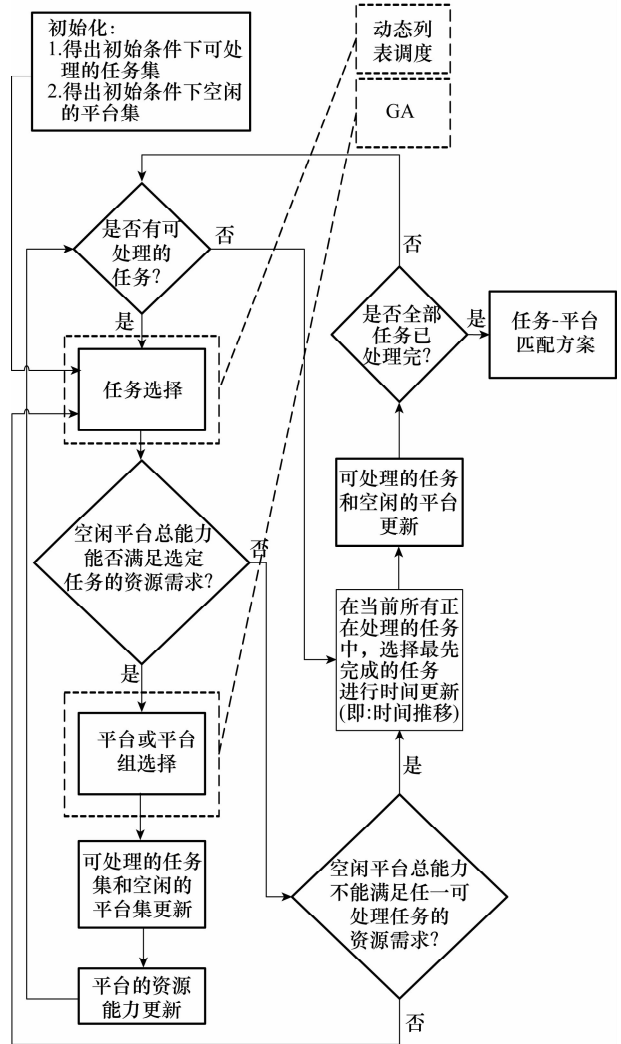 初始化:
1.得出初始条件下可处
理的任务集
2.得出初始条件下空闲
的平台集
动态列
表调度
GA
是否有可
处理的
任务?
否
是
任务选择
空闲平台总能力
能否满足选定
任务的资源需求?
否
是
平台或平台
组选择
可处理的任务
集和空闲的
平台集更新
平台的资源
能力更新
否
是否全部
任务已
处理完?
是
任务-平台
匹配方案
可处理的任务
和空闲的平台
更新
在当前所有正
在处理的任务
中，选择最先
完成的任务
进行时间更新
(即:时间推移)
是
空闲平台总能力
不能满足任一可
处理任务的
资源需求?
否